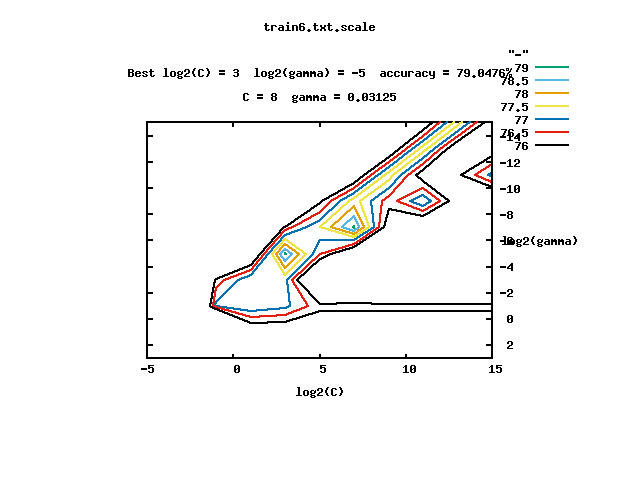 train6.txt.scale
"-"
Best log2(C) = 3 log2(gamma) = -5 accuracy = 79.0476%
C = 8 gamma = 0.03125
79
78.5
78
77.5
77
76.5
76
-14
-12
-10
-8
-6
log2(gamma)
-4
-2
0
2
-5 0 5 10 15
log2(C)